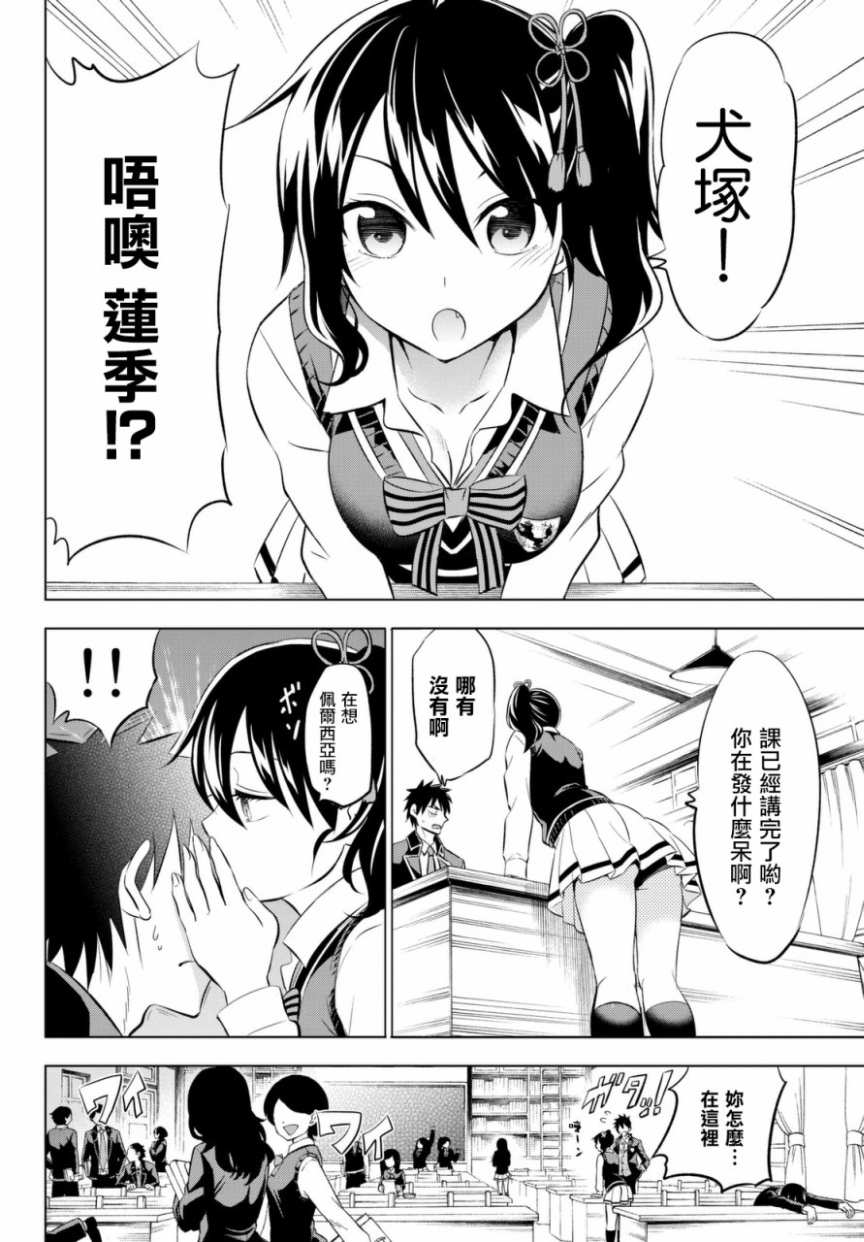 犬塚！
唔噢 蓮季!?
課已經講完了喲？
你在發什麼呆啊？
哪有
沒有啊
在想
佩爾西亞嗎？
ボソ
！！
妳怎麼…
在這裡
ガタッ!!
ワイ
ワイ